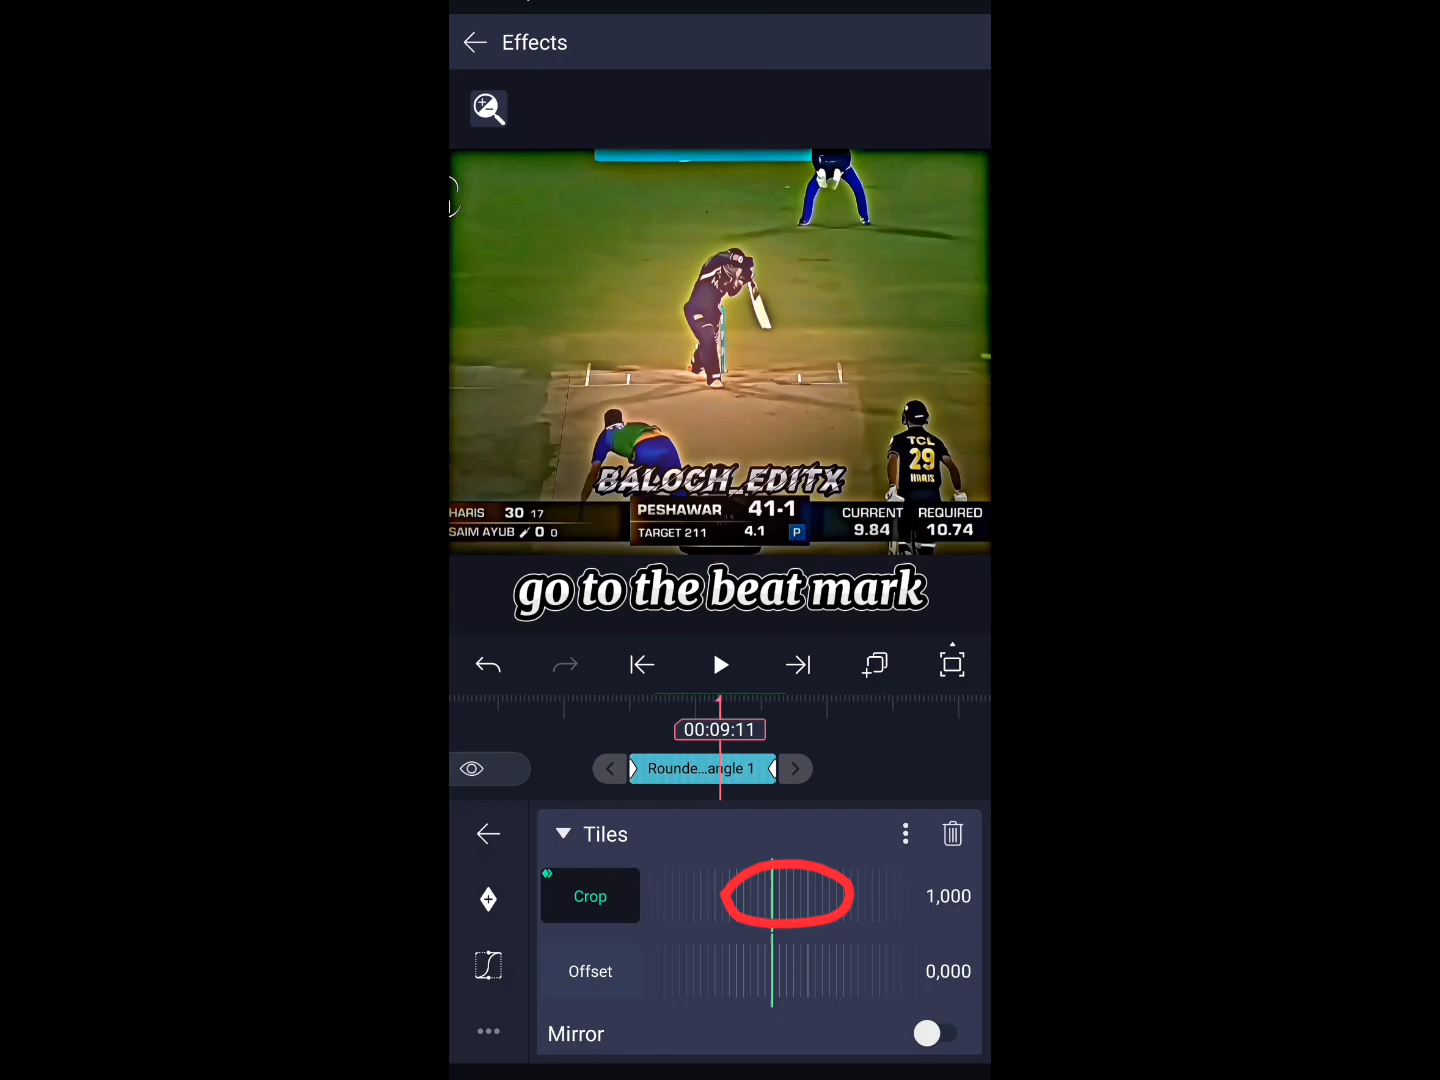 Effects
TCL
29
HARIS
BALOCH_EDITX
HARIS 30 17
SAIM AYUB 0 0
PESHAWAR 41-1
TARGET 211 4.1 P
CURRENT REQUIRED
9.84 10.74
go to the beat mark
00:09:11
Rounde...angle 1
Tiles
Crop 1,000
Offset 0,000
Mirror